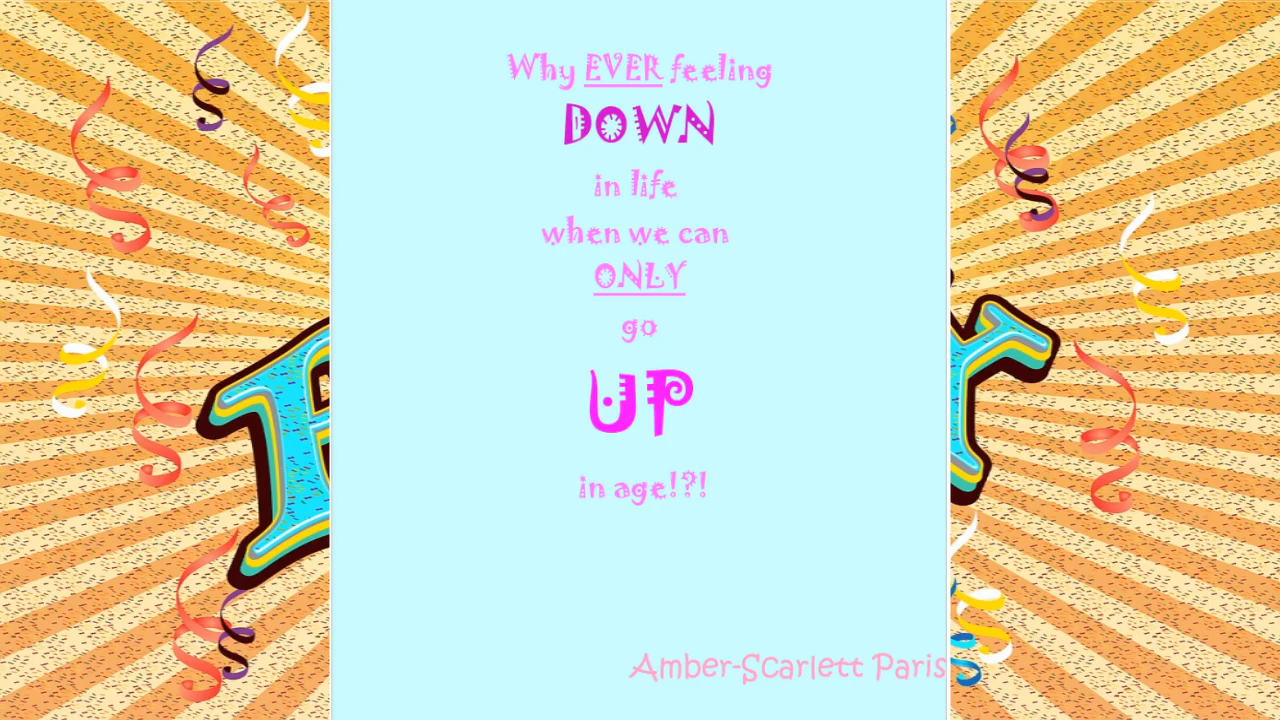 Why EVER feeling
DOWN
in life
when we can
ONLY
go
UP
in age!?!
Amber-Scarlett Paris